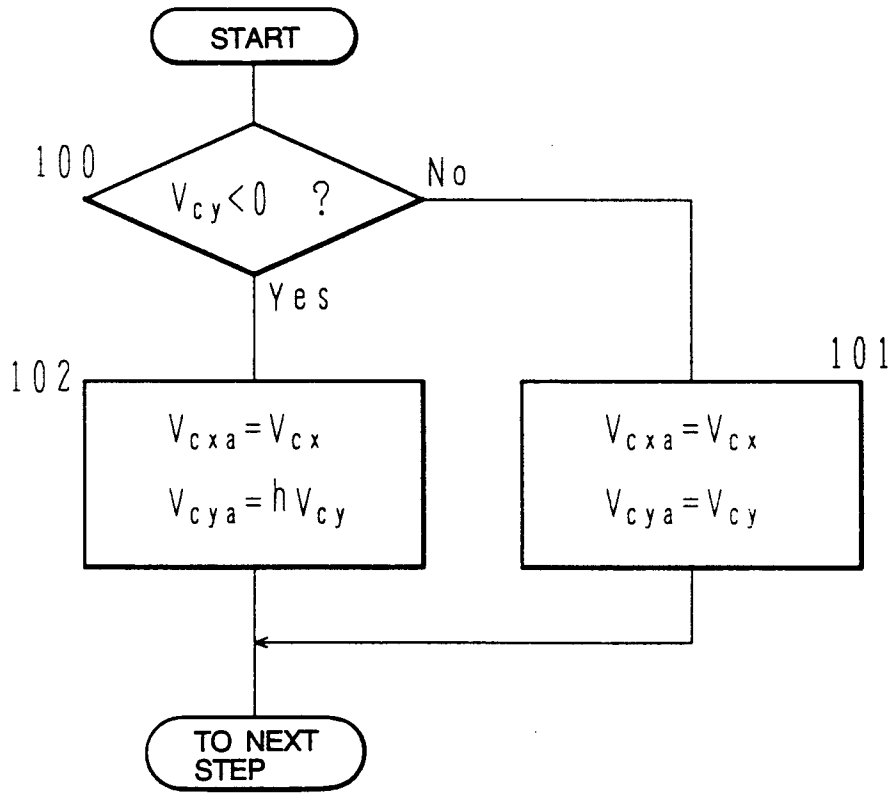 START
100
V_cy<0 ?
No
Yes
102
101
V_cxa=V_cx
V_cya=hV_cy
V_cxa=V_cx
V_cya=V_cy
TO NEXT
STEP